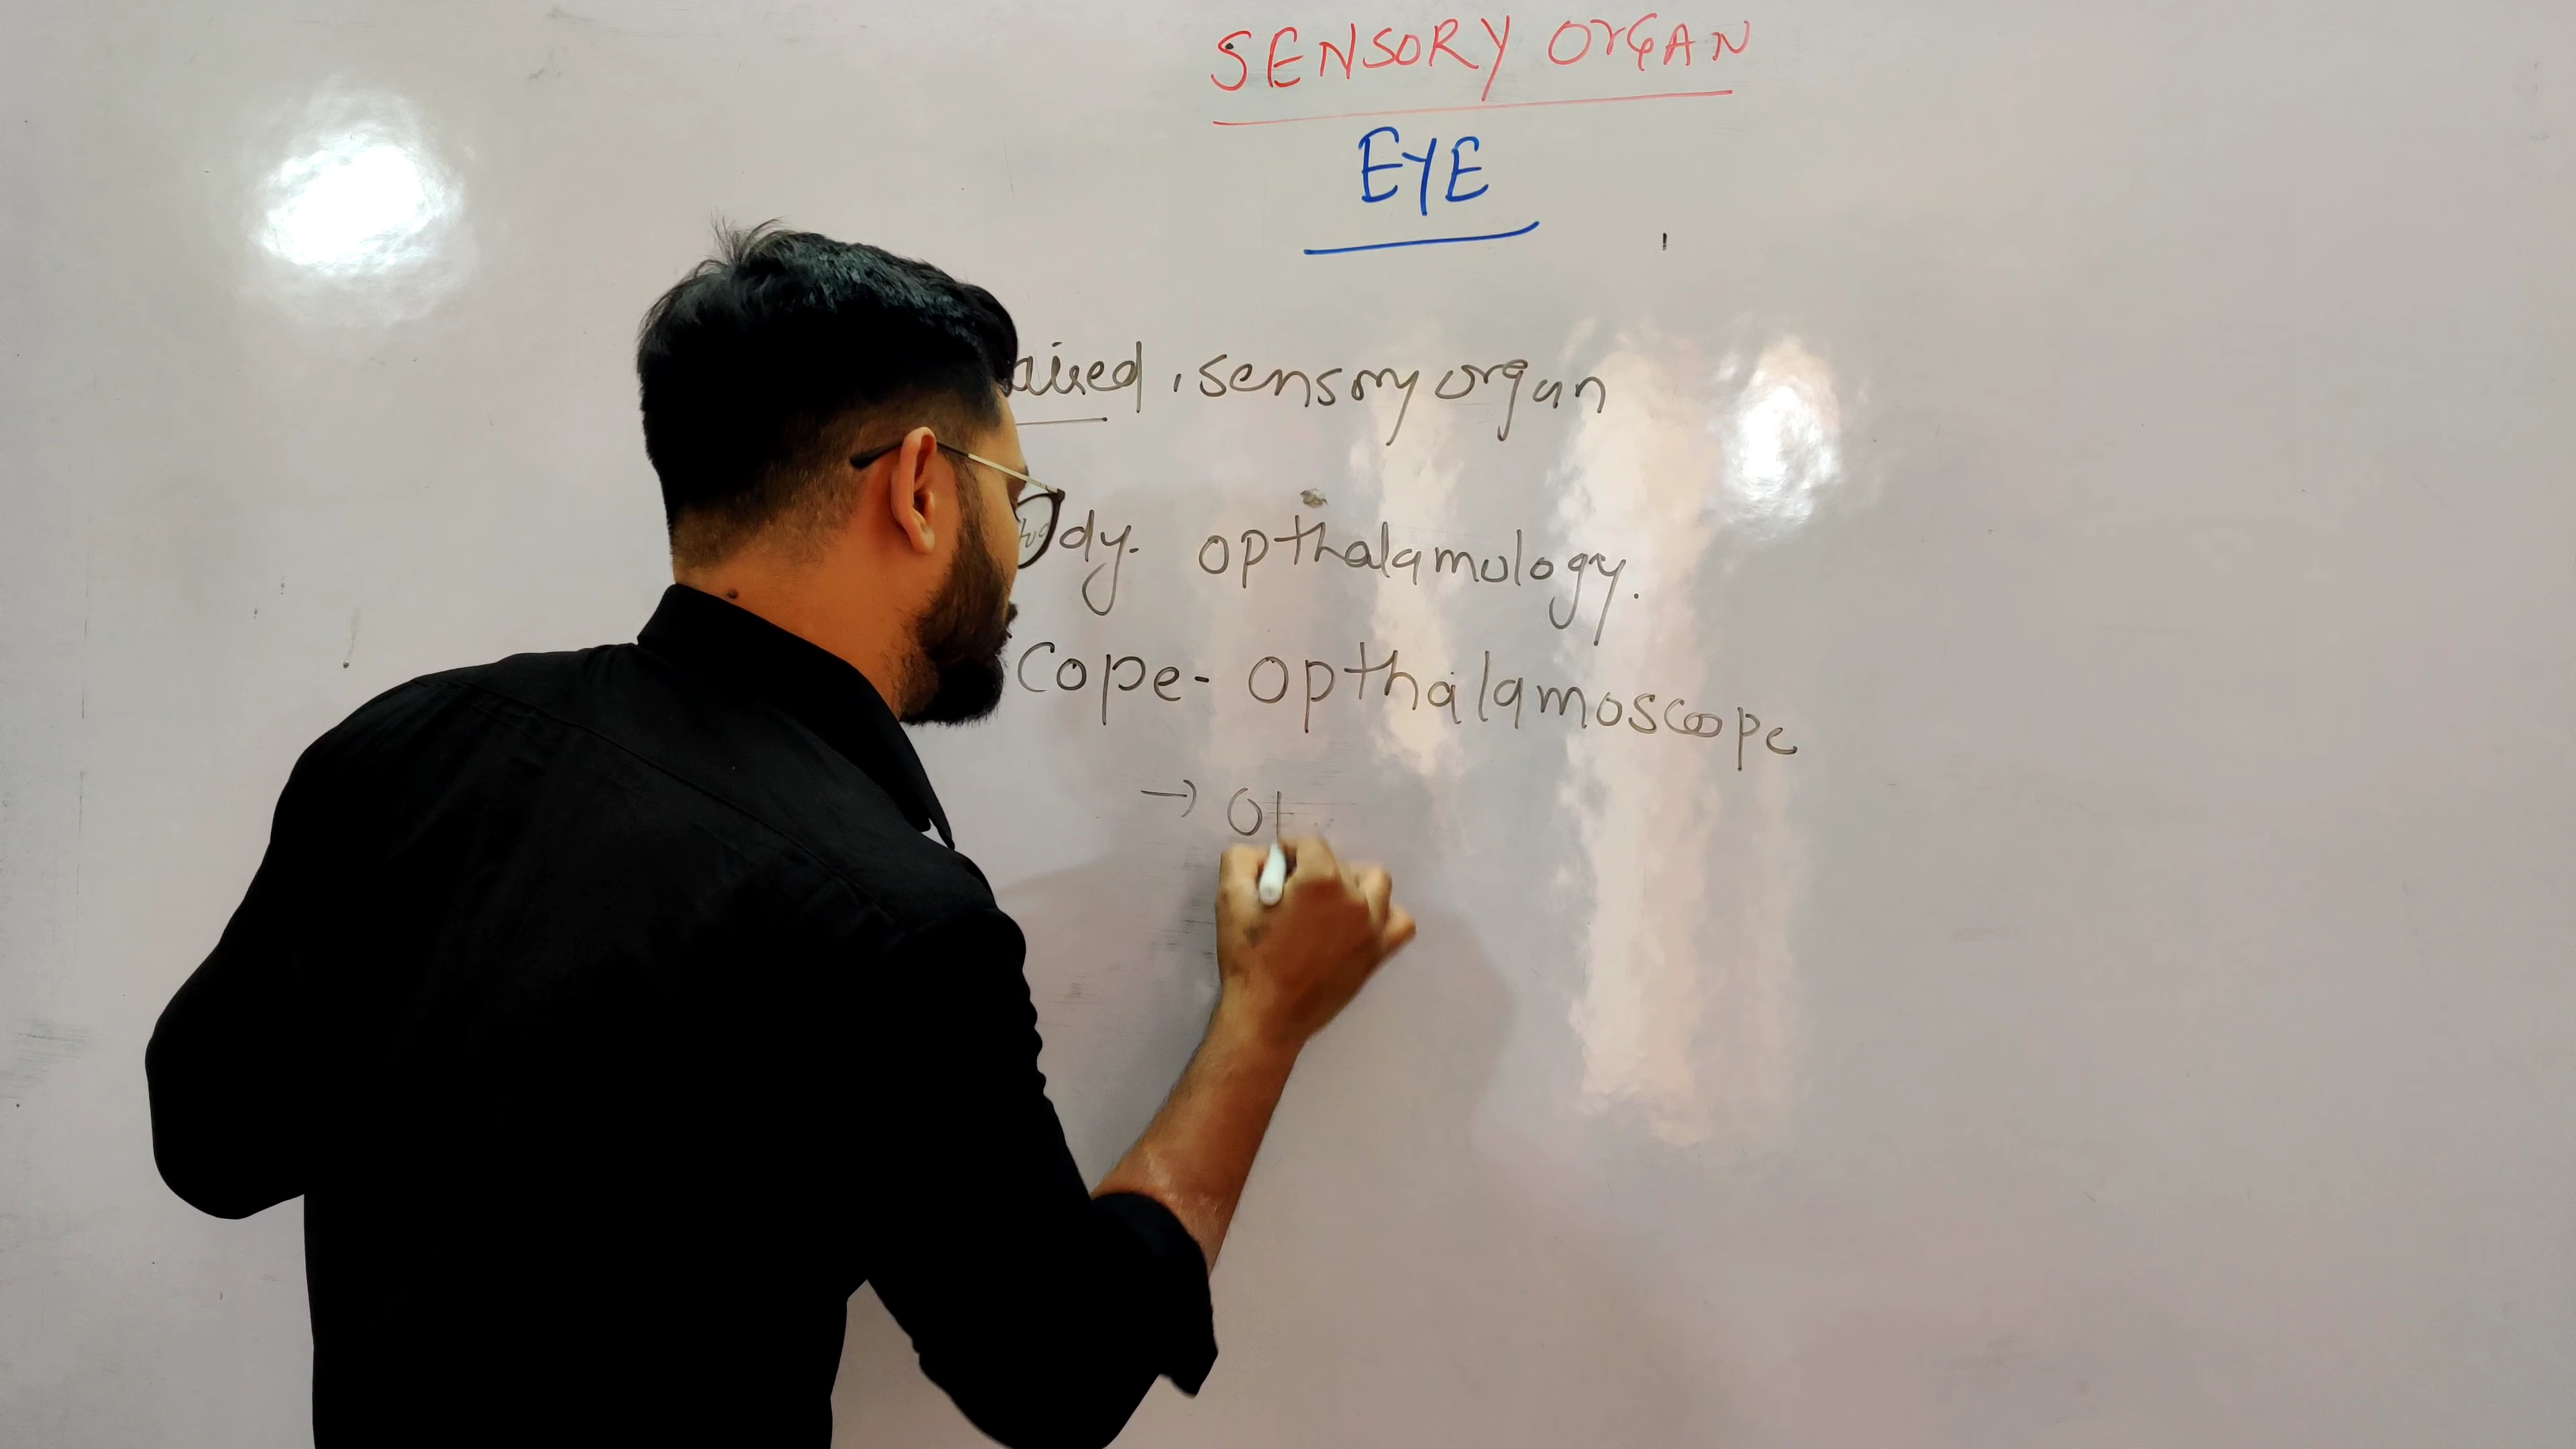 SENSORY ORGAN
EYE
aired, sensory organ
dy. opthalamology.
cope- opthalamoscope
→